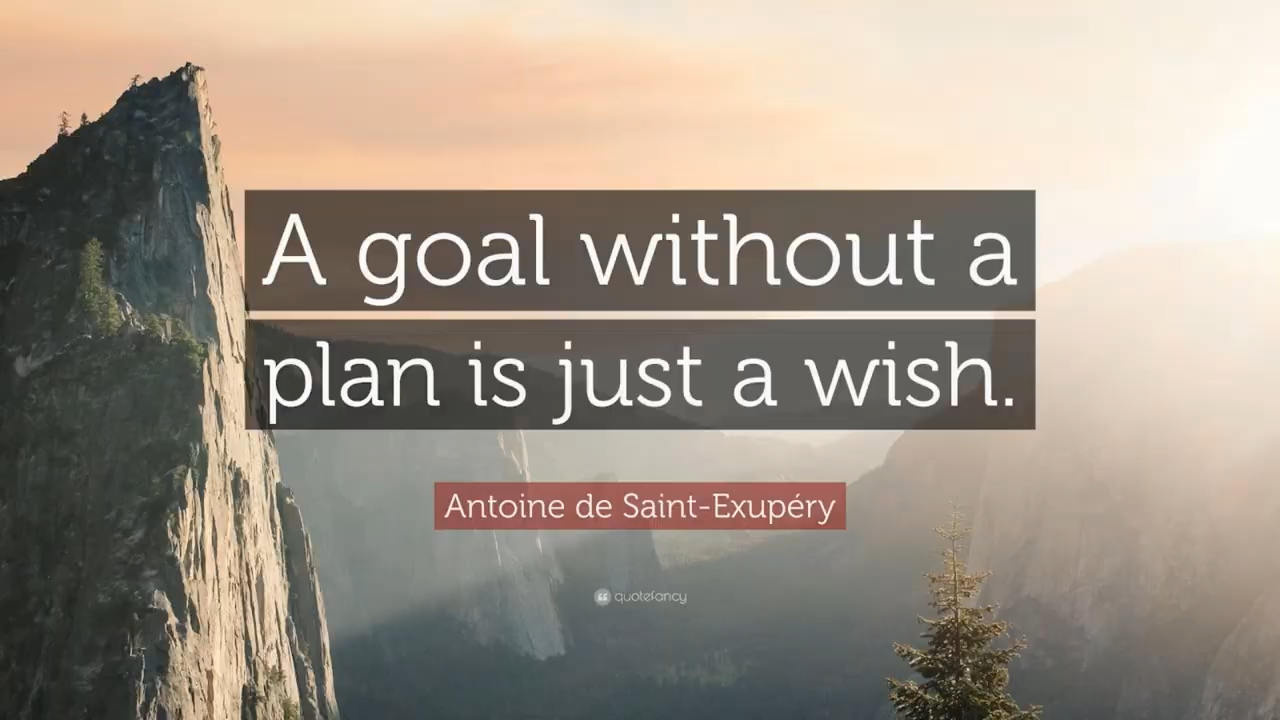 A goal without a
plan is just a wish.
Antoine de Saint-Exupéry
quotefancy